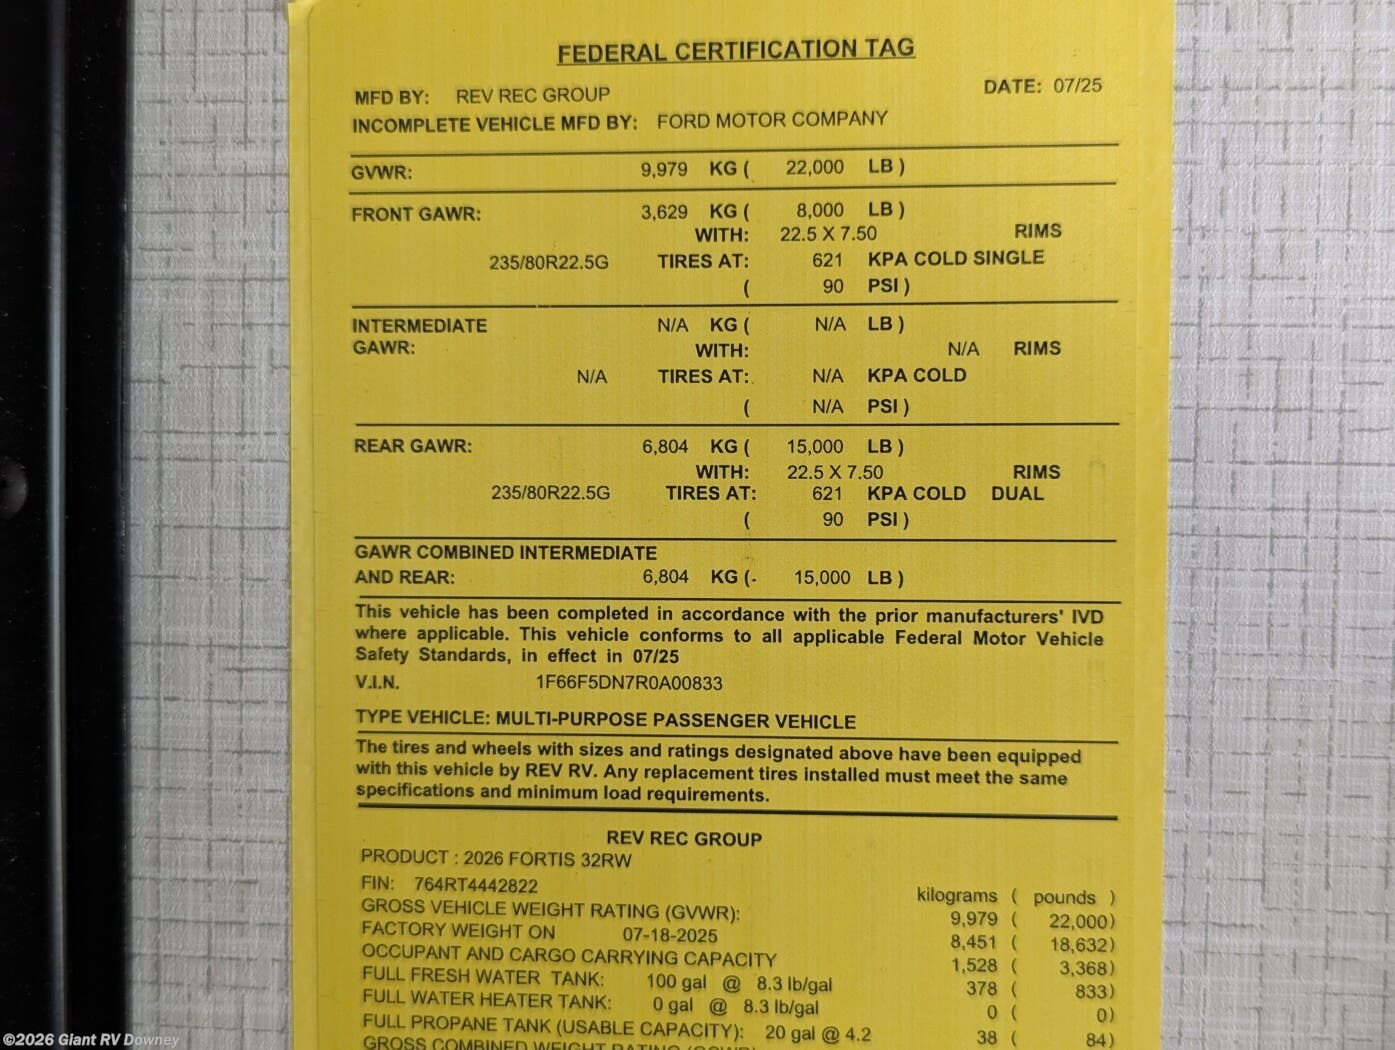 FEDERAL CERTIFICATION TAG
MFD BY: REV REC GROUP DATE: 07/25
INCOMPLETE VEHICLE MFD BY: FORD MOTOR COMPANY
GVWR: 9,979 KG ( 22,000 LB )
FRONT GAWR: 3,629 KG ( 8,000 LB )
WITH: 22.5 X 7.50 RIMS
235/80R22.5G TIRES AT: 621 KPA COLD SINGLE
( 90 PSI )
INTERMEDIATE N/A KG ( N/A LB )
GAWR: WITH: N/A RIMS
N/A TIRES AT: N/A KPA COLD
( N/A PSI )
REAR GAWR: 6,804 KG ( 15,000 LB )
WITH: 22.5 X 7.50 RIMS
235/80R22.5G TIRES AT: 621 KPA COLD DUAL
( 90 PSI )
GAWR COMBINED INTERMEDIATE
AND REAR: 6,804 KG ( 15,000 LB )
This vehicle has been completed in accordance with the prior manufacturers' IVD
where applicable. This vehicle conforms to all applicable Federal Motor Vehicle
Safety Standards, in effect in 07/25
V.I.N. 1F66F5DN7R0A00833
TYPE VEHICLE: MULTI-PURPOSE PASSENGER VEHICLE
The tires and wheels with sizes and ratings designated above have been equipped
with this vehicle by REV RV. Any replacement tires installed must meet the same
specifications and minimum load requirements.
REV REC GROUP
PRODUCT : 2026 FORTIS 32RW
FIN: 764RT4442822 kilograms ( pounds )
GROSS VEHICLE WEIGHT RATING (GVWR): 9,979 ( 22,000)
FACTORY WEIGHT ON 07-18-2025 8,451 ( 18,632)
OCCUPANT AND CARGO CARRYING CAPACITY 1,528 ( 3,368)
FULL FRESH WATER TANK: 100 gal @ 8.3 lb/gal 378 ( 833)
FULL WATER HEATER TANK: 0 gal @ 8.3 lb/gal 0 ( 0)
FULL PROPANE TANK (USABLE CAPACITY): 20 gal @ 4.2 38 ( 84)
GROSS COMBINED WEIGHT RATING (GCWR)
©2026 Giant RV Downey